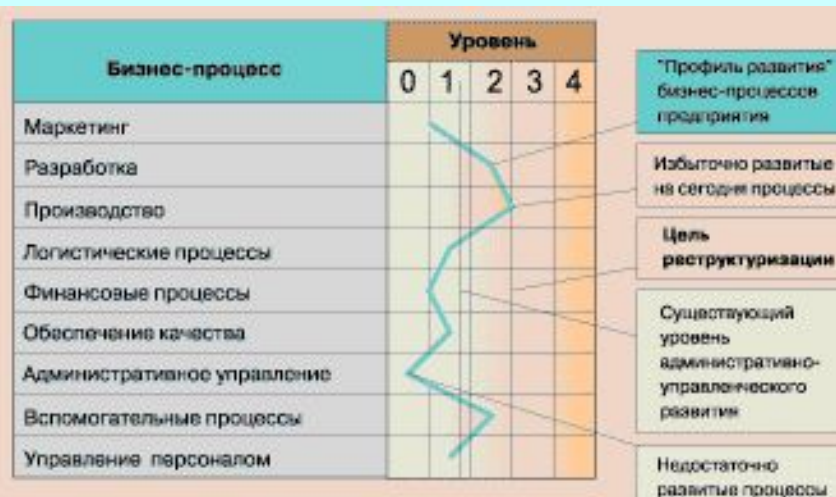 Бизнес-процесс
Уровень
0 1 2 3 4
Маркетинг
Разработка
Производство
Логистические процессы
Финансовые процессы
Обеспечение качества
Административное управление
Вспомогательные процессы
Управление персоналом
"Профиль развития"
бизнес-процессов
предприятия
Избыточно развитые
на сегодня процессы
Цель
реструктуризации
Существующий
уровень
административно-
управленческого
развития
Недостаточно
развитые процессы